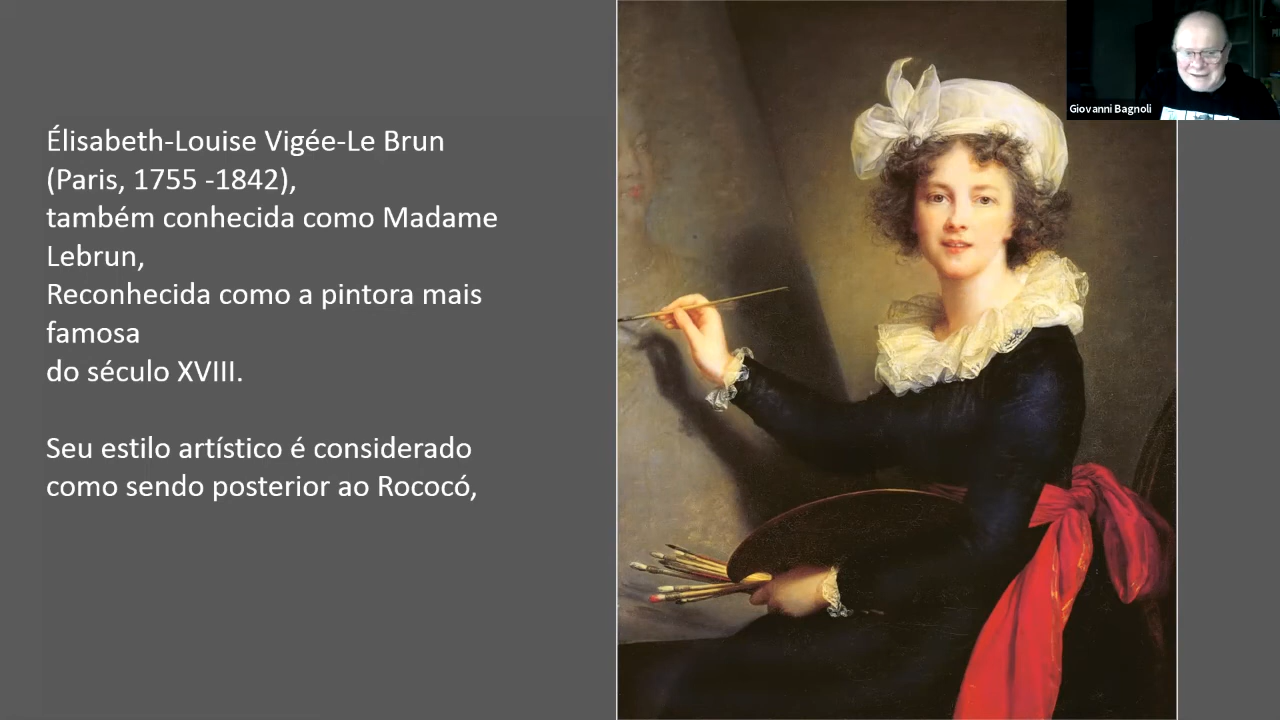 Élisabeth-Louise Vigée-Le Brun
(Paris, 1755 -1842),
também conhecida como Madame
Lebrun,
Reconhecida como a pintora mais
famosa
do século XVIII.
Seu estilo artístico é considerado
como sendo posterior ao Rococó,
Giovanni Bagnoli